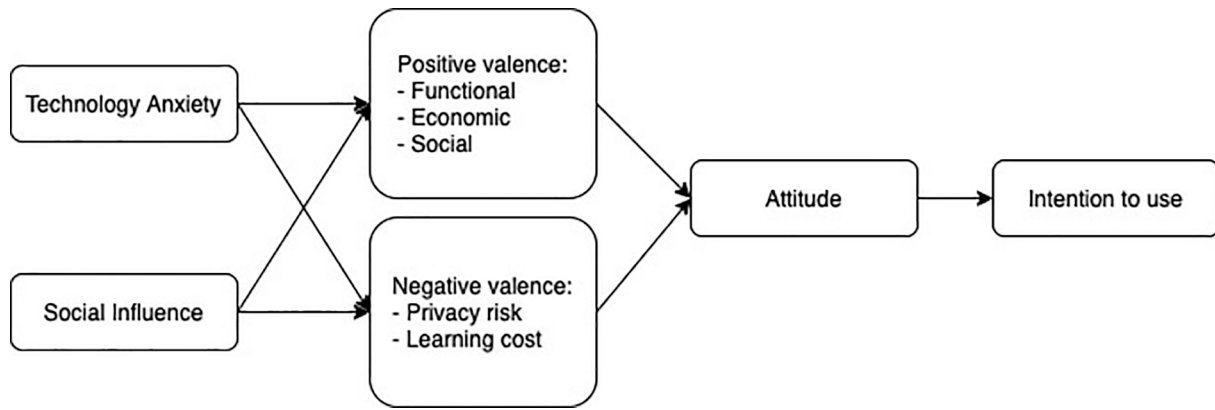 Technology Anxiety
Social Influence
Positive valence:
- Functional
- Economic
- Social
Negative valence:
- Privacy risk
- Learning cost
Attitude
Intention to use